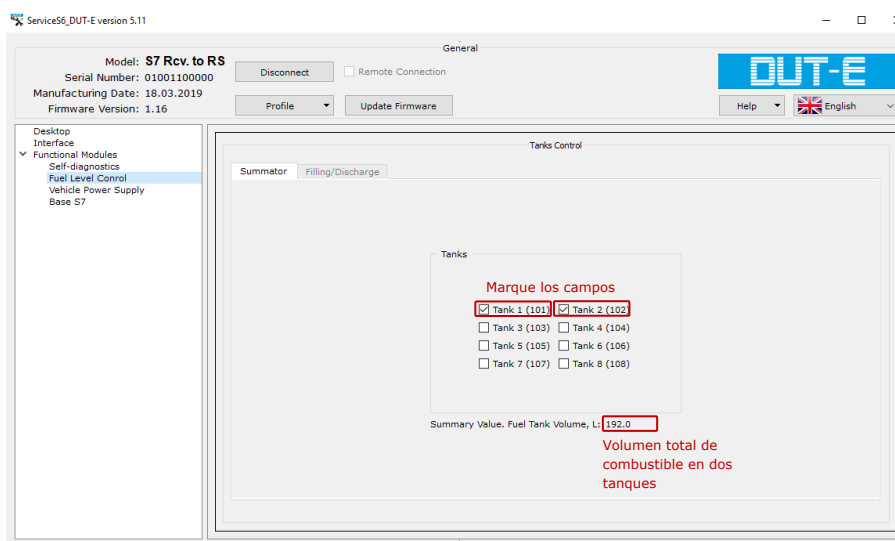 ServiceS6_DUT-E version 5.11
General
Model: S7 Rcv. to RS
Serial Number: 01001100000
Manufacturing Date: 18.03.2019
Firmware Version: 1.16
Disconnect
Remote Connection
Profile
Update Firmware
DUT-E
Help
English
Desktop
Interface
Functional Modules
Self-diagnostics
Fuel Level Conrol
Vehicle Power Supply
Base S7
Tanks Control
Summator
Filling/Discharge
Tanks
Marque los campos
Tank 1 (101) Tank 2 (102)
Tank 3 (103) Tank 4 (104)
Tank 5 (105) Tank 6 (106)
Tank 7 (107) Tank 8 (108)
Summary Value. Fuel Tank Volume, L: 192.0
Volumen total de
combustible en dos
tanques